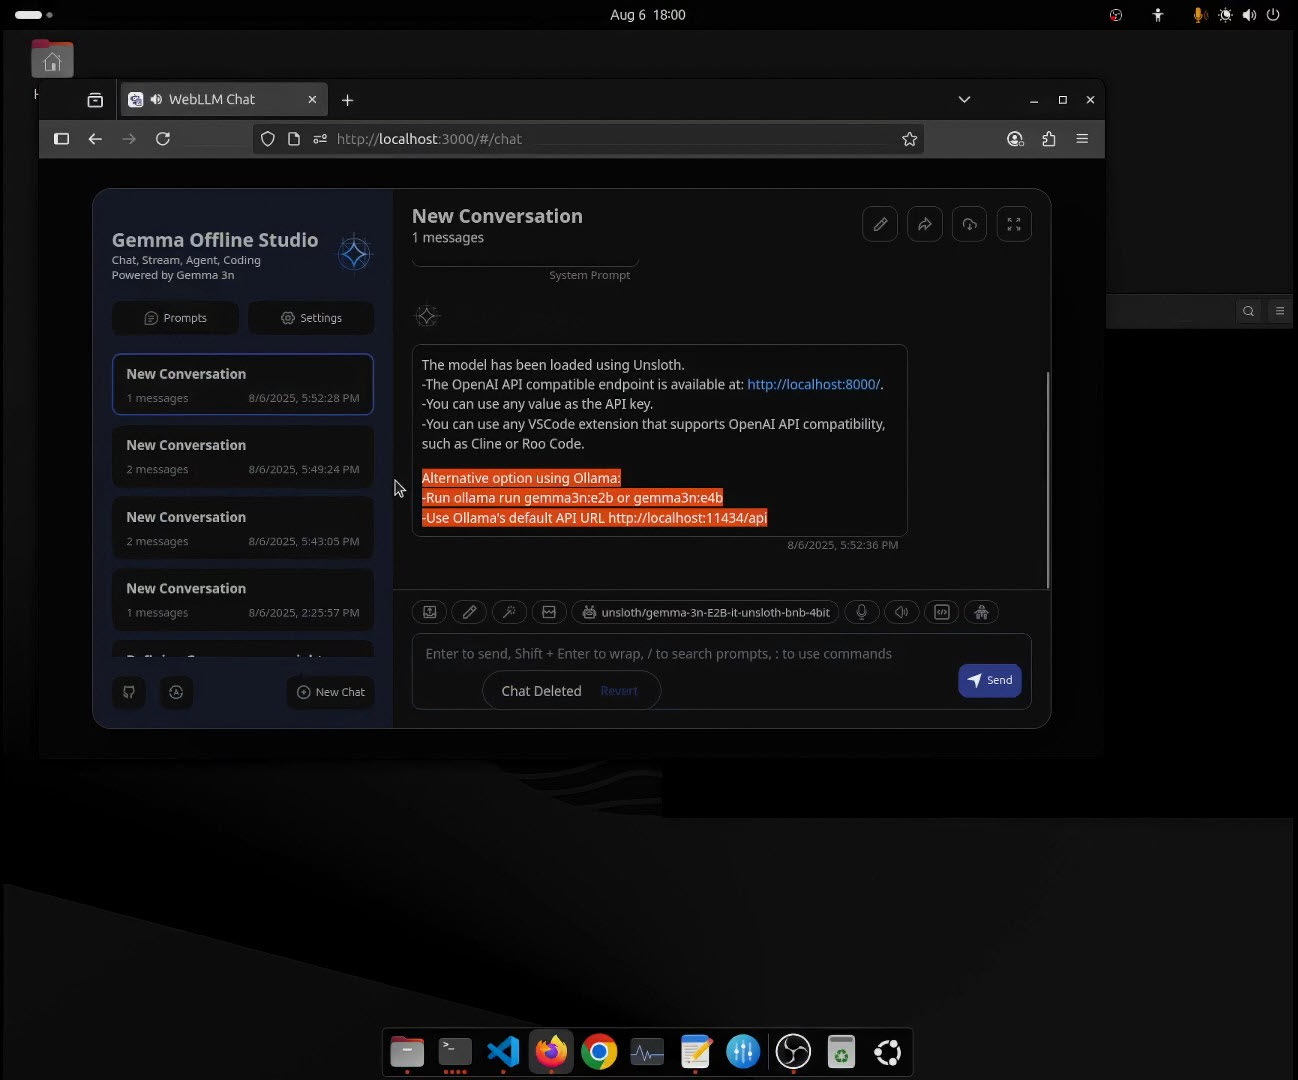 Aug 6 18:00
WebLLM Chat
http://localhost:3000/#/chat
Gemma Offline Studio
Chat, Stream, Agent, Coding
Powered by Gemma 3n
Prompts
Settings
New Conversation
1 messages
8/6/2025, 5:52:28 PM
New Conversation
2 messages
8/6/2025, 5:49:24 PM
New Conversation
2 messages
8/6/2025, 5:43:05 PM
New Conversation
1 messages
8/6/2025, 2:25:57 PM
New Chat
New Conversation
1 messages
System Prompt
The model has been loaded using Unsloth.
-The OpenAI API compatible endpoint is available at: http://localhost:8000/.
-You can use any value as the API key.
-You can use any VSCode extension that supports OpenAI API compatibility,
such as Cline or Roo Code.
Alternative option using Ollama:
-Run ollama run gemma3n:e2b or gemma3n:e4b
-Use Ollama's default API URL http://localhost:11434/api
8/6/2025, 5:52:36 PM
unsloth/gemma-3n-E2B-it-unsloth-bnb-4bit
Enter to send, Shift + Enter to wrap, / to search prompts, : to use commands
Chat Deleted
Revert
Send